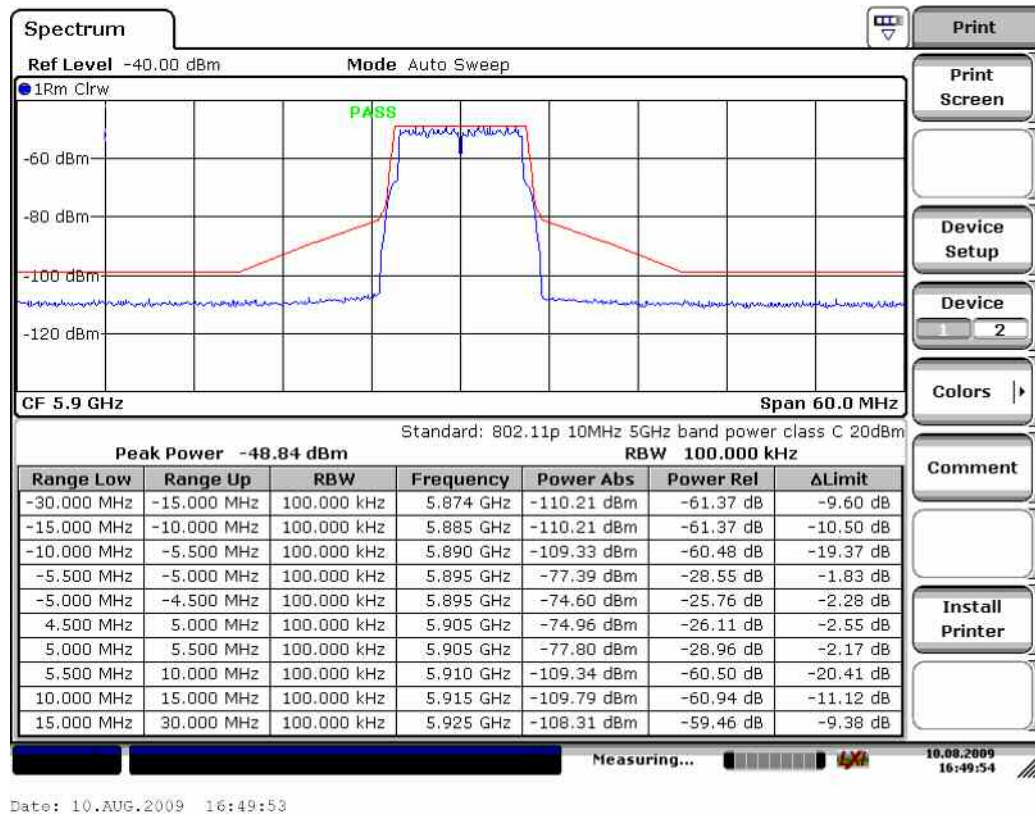 Spectrum
Ref Level -40.00 dBm Mode Auto Sweep
1Rm Clrw
PASS
-60 dBm
-80 dBm
-100 dBm
-120 dBm
CF 5.9 GHz Span 60.0 MHz
Standard: 802.11p 10MHz 5GHz band power class C 20dBm
Peak Power -48.84 dBm RBW 100.000 kHz
Range Low Range Up RBW Frequency Power Abs Power Rel ΔLimit
-30.000 MHz -15.000 MHz 100.000 kHz 5.874 GHz -110.21 dBm -61.37 dB -9.60 dB
-15.000 MHz -10.000 MHz 100.000 kHz 5.885 GHz -110.21 dBm -61.37 dB -10.50 dB
-10.000 MHz -5.500 MHz 100.000 kHz 5.890 GHz -109.33 dBm -60.48 dB -19.37 dB
-5.500 MHz -5.000 MHz 100.000 kHz 5.895 GHz -77.39 dBm -28.55 dB -1.83 dB
-5.000 MHz -4.500 MHz 100.000 kHz 5.895 GHz -74.60 dBm -25.76 dB -2.28 dB
4.500 MHz 5.000 MHz 100.000 kHz 5.905 GHz -74.96 dBm -26.11 dB -2.55 dB
5.000 MHz 5.500 MHz 100.000 kHz 5.905 GHz -77.80 dBm -28.96 dB -2.17 dB
5.500 MHz 10.000 MHz 100.000 kHz 5.910 GHz -109.34 dBm -60.50 dB -20.41 dB
10.000 MHz 15.000 MHz 100.000 kHz 5.915 GHz -109.79 dBm -60.94 dB -11.12 dB
15.000 MHz 30.000 MHz 100.000 kHz 5.925 GHz -108.31 dBm -59.46 dB -9.38 dB
Measuring... LXI 10.08.2009
16:49:54
Print
Print
Screen
Device
Setup
Device
1 2
Colors
Comment
Install
Printer
Date: 10.AUG.2009 16:49:53